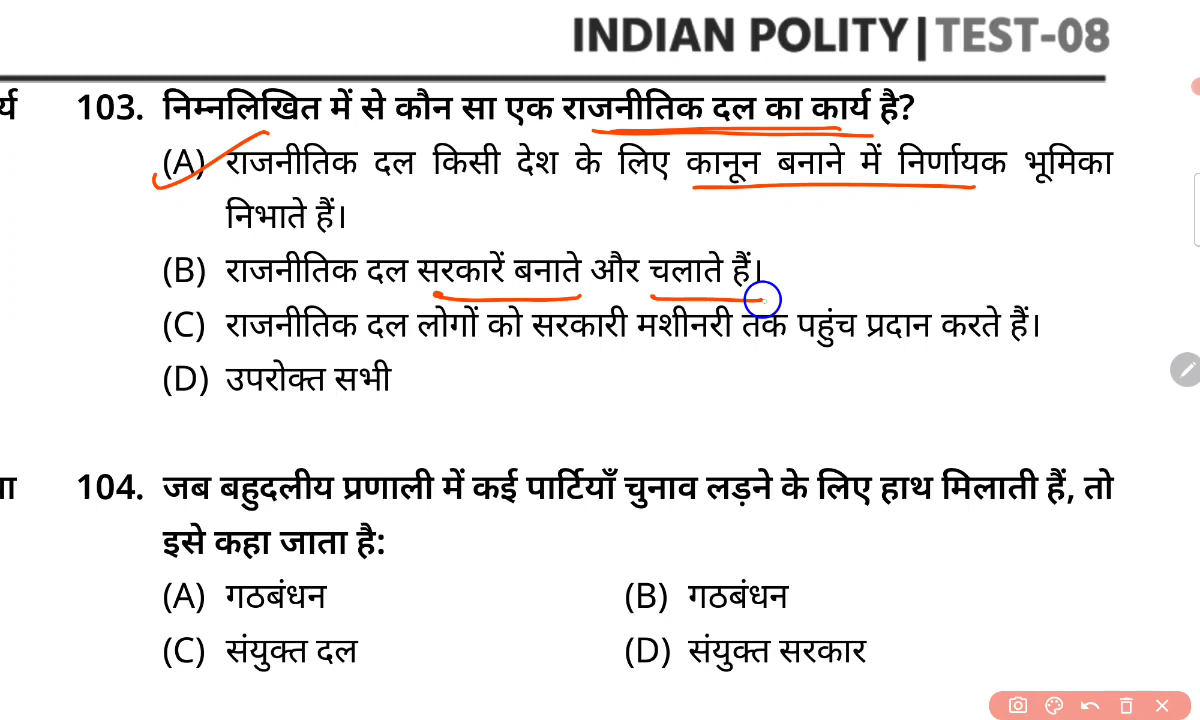 INDIAN POLITY|TEST-08
र्य 103. निम्नलिखित में से कौन सा एक राजनीतिक दल का कार्य है?
(A) राजनीतिक दल किसी देश के लिए कानून बनाने में निर्णायक भूमिका
निभाते हैं।
(B) राजनीतिक दल सरकारें बनाते और चलाते हैं।
(C) राजनीतिक दल लोगों को सरकारी मशीनरी तक पहुंच प्रदान करते हैं।
(D) उपरोक्त सभी
104. जब बहुदलीय प्रणाली में कई पार्टियाँ चुनाव लड़ने के लिए हाथ मिलाती हैं, तो
इसे कहा जाता है:
(A) गठबंधन (B) गठबंधन
(C) संयुक्त दल (D) संयुक्त सरकार